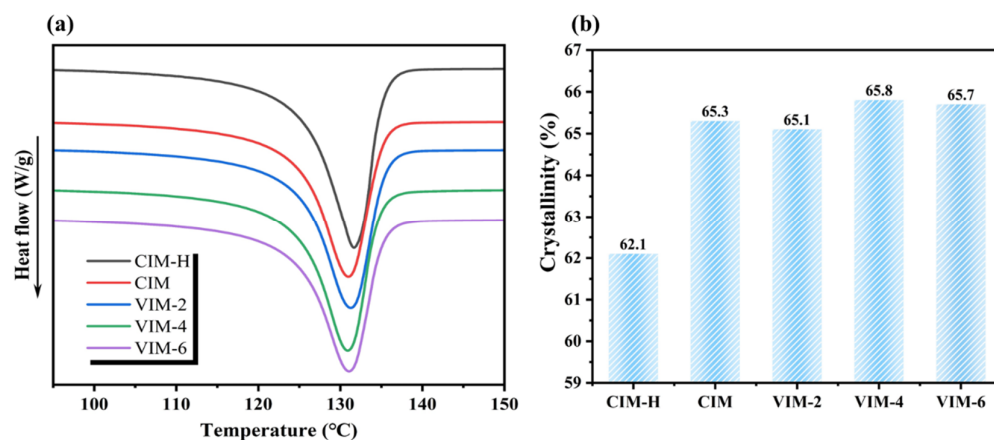 (a)
Heat flow (W/g)
CIM-H
CIM
VIM-2
VIM-4
VIM-6
100 110 120 130 140 150
Temperature (℃)
(b)
Crystallinity (%)
67
66
65
64
63
62
61
60
59
62.1
65.3
65.1
65.8
65.7
CIM-H CIM VIM-2 VIM-4 VIM-6